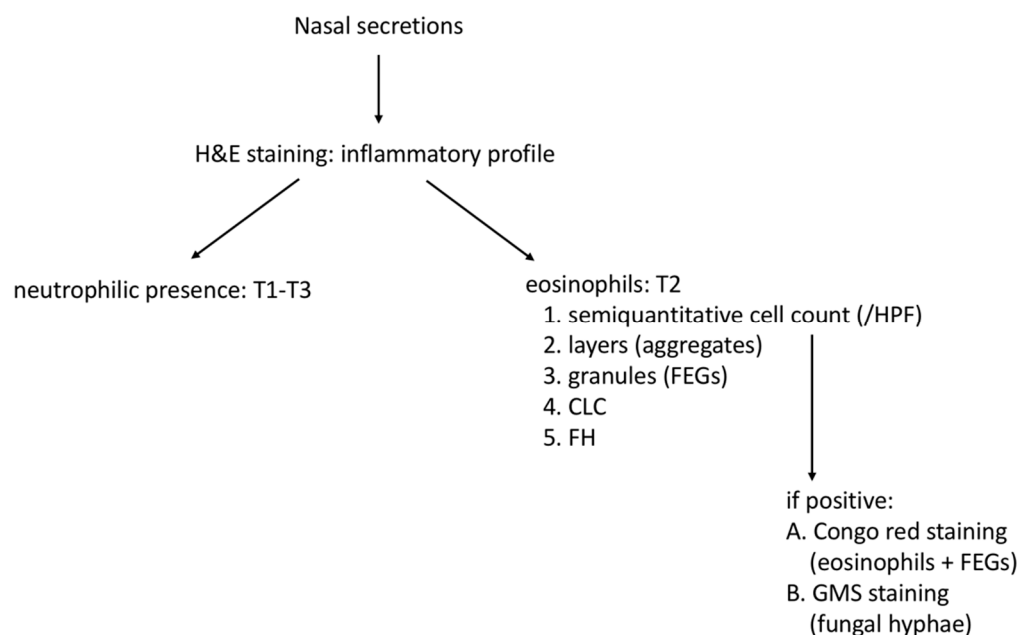 Nasal secretions
H&E staining: inflammatory profile
neutrophilic presence: T1-T3
eosinophils: T2
1. semiquantitative cell count (/HPF)
2. layers (aggregates)
3. granules (FEGs)
4. CLC
5. FH
if positive:
A. Congo red staining
(eosinophils + FEGs)
B. GMS staining
(fungal hyphae)